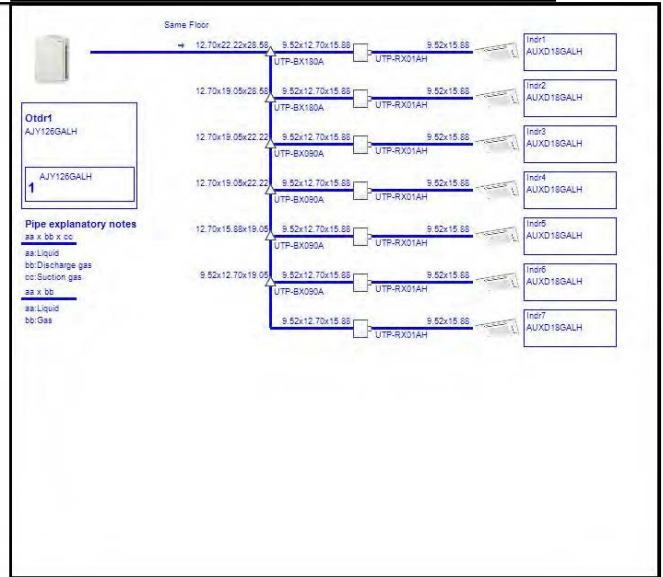 Same Floor
⇒ 12.70x22.22x28.58 9.52x12.70x15.88 9.52x15.88
UTP-BX180A UTP-RX01AH
Indr1
AUXD18GALH
12.70x19.05x28.58 9.52x12.70x15.88 9.52x15.88
UTP-BX180A UTP-RX01AH
Indr2
AUXD18GALH
12.70x19.05x22.22 9.52x12.70x15.88 9.52x15.88
UTP-BX090A UTP-RX01AH
Indr3
AUXD18GALH
12.70x19.05x22.22 9.52x12.70x15.88 9.52x15.88
UTP-BX090A UTP-RX01AH
Indr4
AUXD18GALH
12.70x15.88x19.05 9.52x12.70x15.88 9.52x15.88
UTP-BX090A UTP-RX01AH
Indr5
AUXD18GALH
9.52x12.70x19.05 9.52x12.70x15.88 9.52x15.88
UTP-BX090A UTP-RX01AH
Indr6
AUXD18GALH
9.52x12.70x15.88 9.52x15.88
UTP-RX01AH
Indr7
AUXD18GALH
Otdr1
AJY126GALH
AJY126GALH
1
Pipe explanatory notes
aa x bb x cc
aa:Liquid
bb:Discharge gas
cc:Suction gas
aa x bb
aa:Liquid
bb:Gas